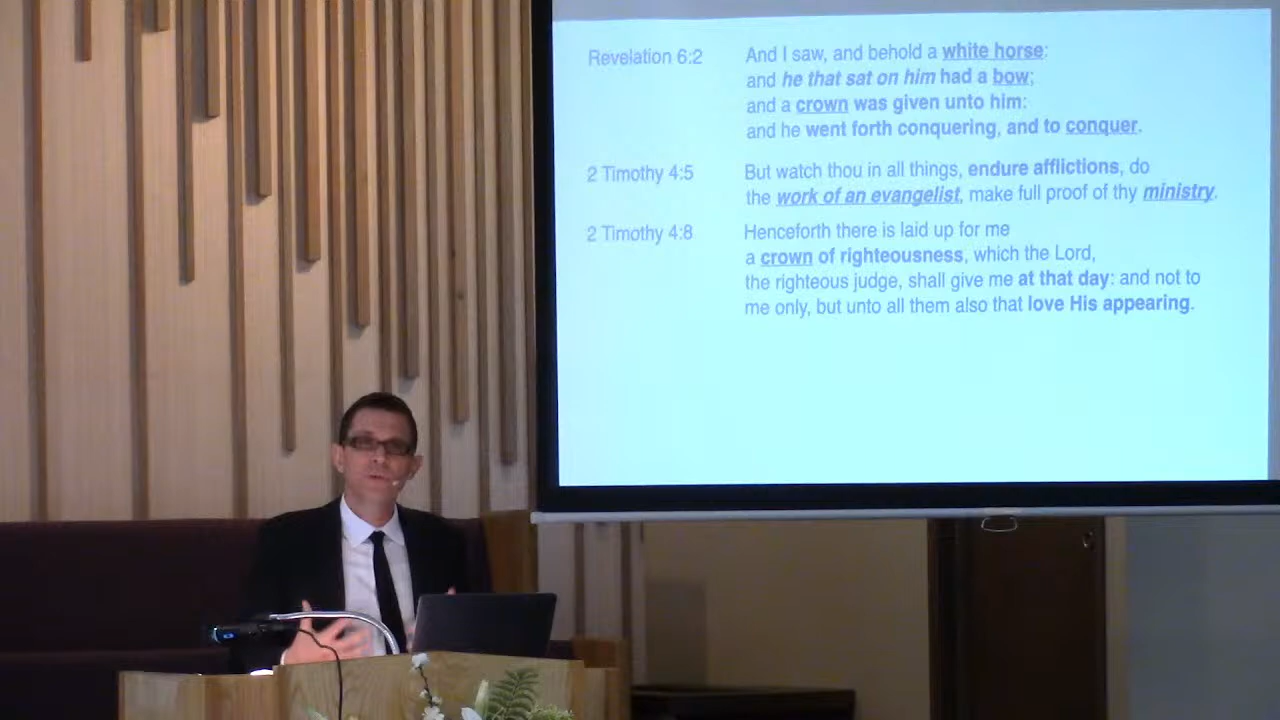 Revelation 6:2 And I saw, and behold a white horse:
and he that sat on him had a bow;
and a crown was given unto him:
and he went forth conquering, and to conquer.
2 Timothy 4:5 But watch thou in all things, endure afflictions, do
the work of an evangelist, make full proof of thy ministry.
2 Timothy 4:8 Henceforth there is laid up for me
a crown of righteousness, which the Lord,
the righteous judge, shall give me at that day: and not to
me only, but unto all them also that love His appearing.